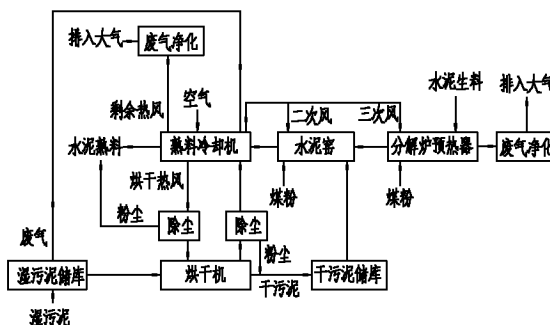 排入大气
废气净化
水泥生料
排入大气
剩余热风
空气
二次风
三次风
水泥熟料
熟料冷却机
水泥窑
分解炉预热器
废气净化
烘干热风
煤粉
煤粉
粉尘
除尘
除尘
废气
粉尘
湿污泥储库
烘干机
干污泥
干污泥储库
湿污泥